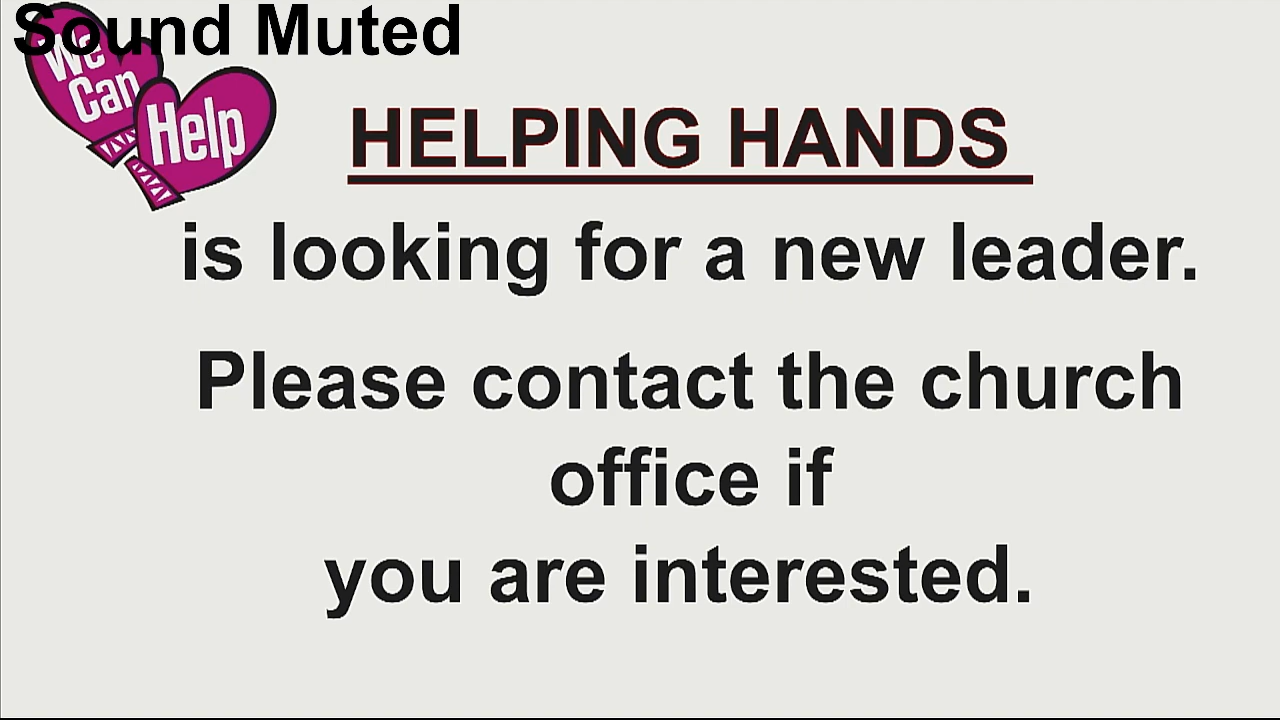 Sound Muted
We
Can
Help
HELPING HANDS
is looking for a new leader.
Please contact the church
office if
you are interested.